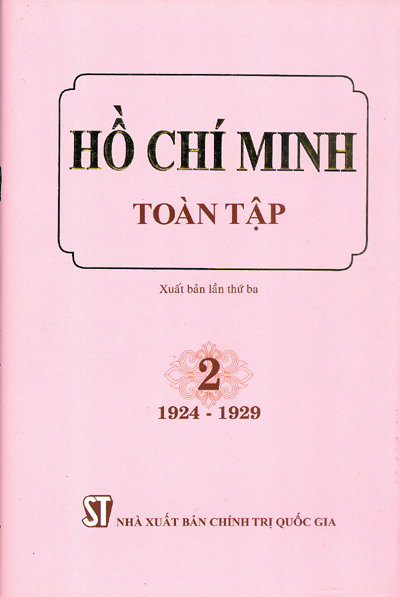 HỒ CHÍ MINH
TOÀN TẬP
Xuất bản lần thứ ba
2
1924 - 1929
ST NHÀ XUẤT BẢN CHÍNH TRỊ QUỐC GIA